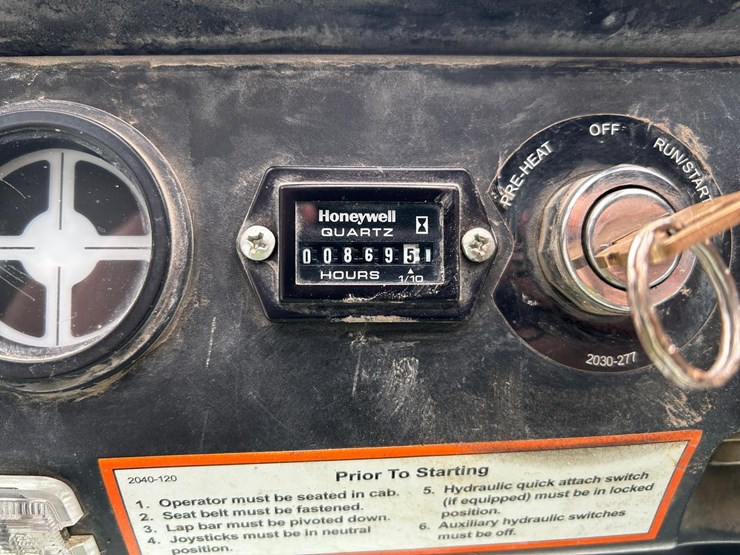 OFF
PRE-HEAT
RUN/START
Honeywell
QUARTZ
0 0 8 6 9 5
HOURS 1/10
2030-277
2040-120
Prior To Starting
1. Operator must be seated in cab.
2. Seat belt must be fastened.
3. Lap bar must be pivoted down.
4. Joysticks must be in neutral
position.
5. Hydraulic quick attach switch
(if equipped) must be in locked
position.
6. Auxiliary hydraulic switches
must be off.